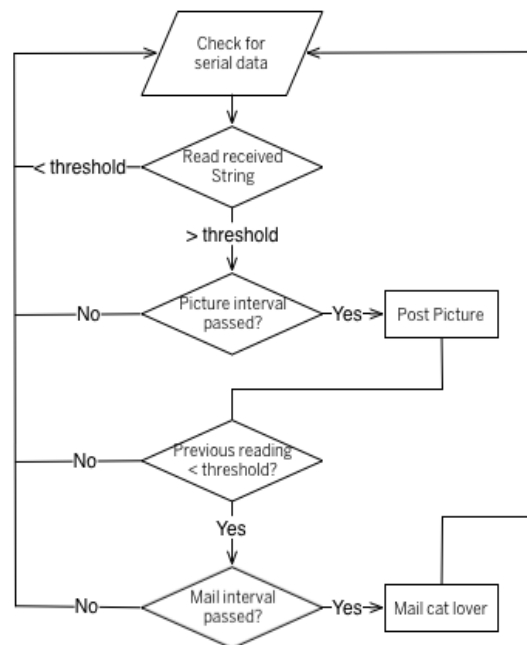 Check for
serial data
< threshold
Read received
String
> threshold
No
Picture interval
passed?
Yes
Post Picture
No
Previous reading
< threshold?
Yes
No
Mail interval
passed?
Yes
Mail cat lover